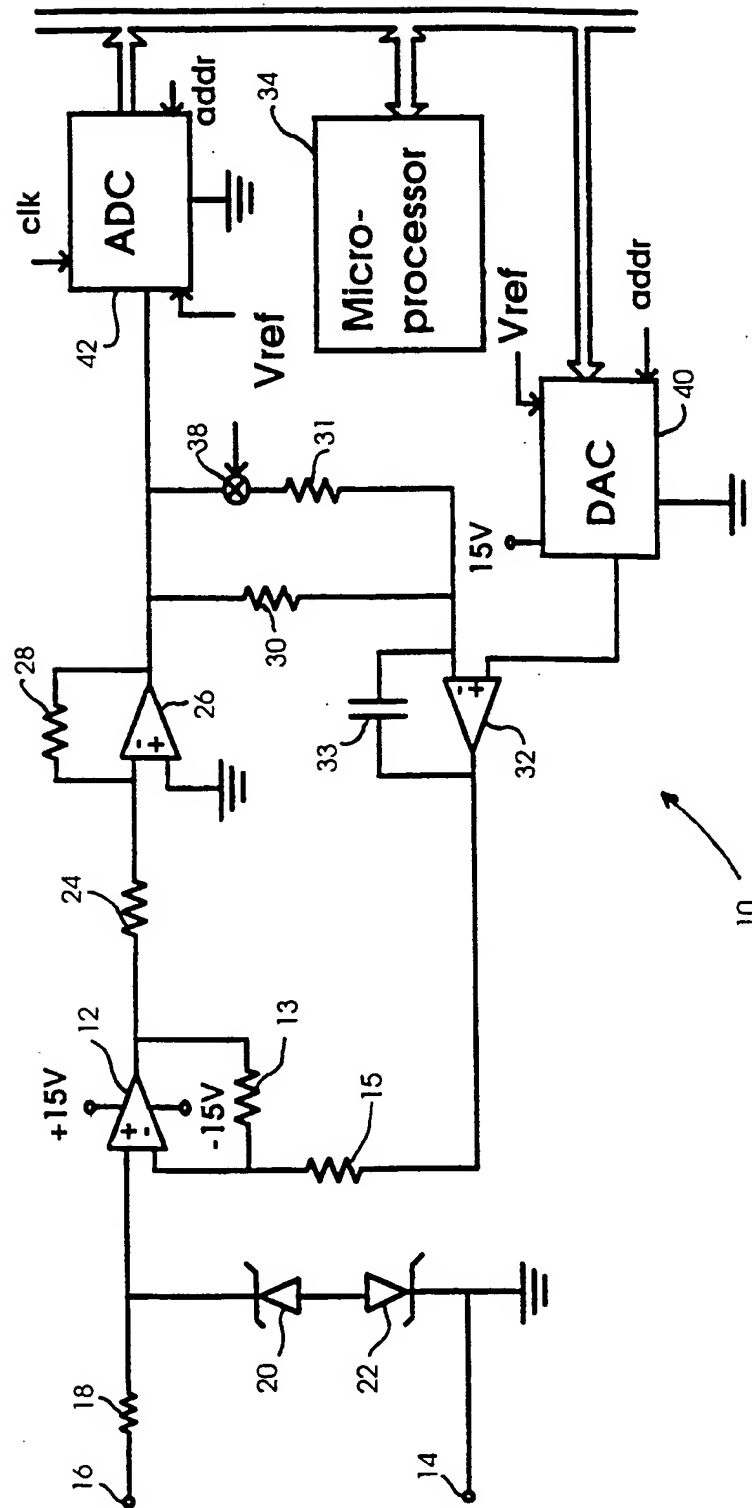 clk
ADC
addr
42
Vref
28
26
24
+15V
12
-15V
13
18
16
38
31
30
34
Micro-
processor
15
33
- +
32
20
22
14
15V
Vref
DAC
addr
40
10